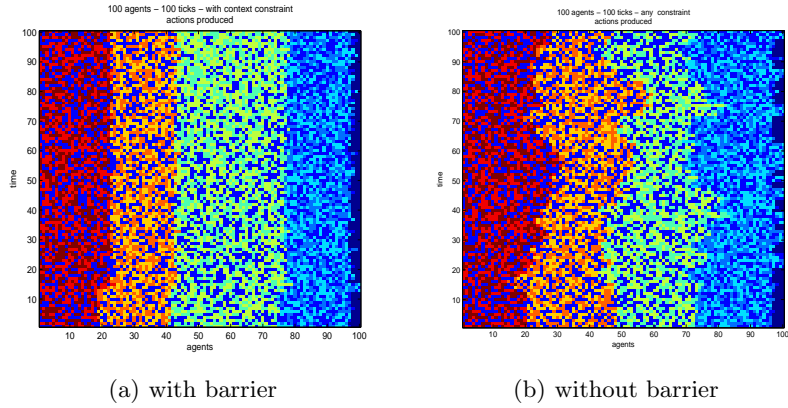 100 agents − 100 ticks − with context constraint
actions produced
100
90
80
70
60
50
40
30
20
10
time
10 20 30 40 50 60 70 80 90 100
agents
(a) with barrier
100 agents − 100 ticks − any constraint
actions produced
100
90
80
70
60
50
40
30
20
10
time
10 20 30 40 50 60 70 80 90 100
agents
(b) without barrier